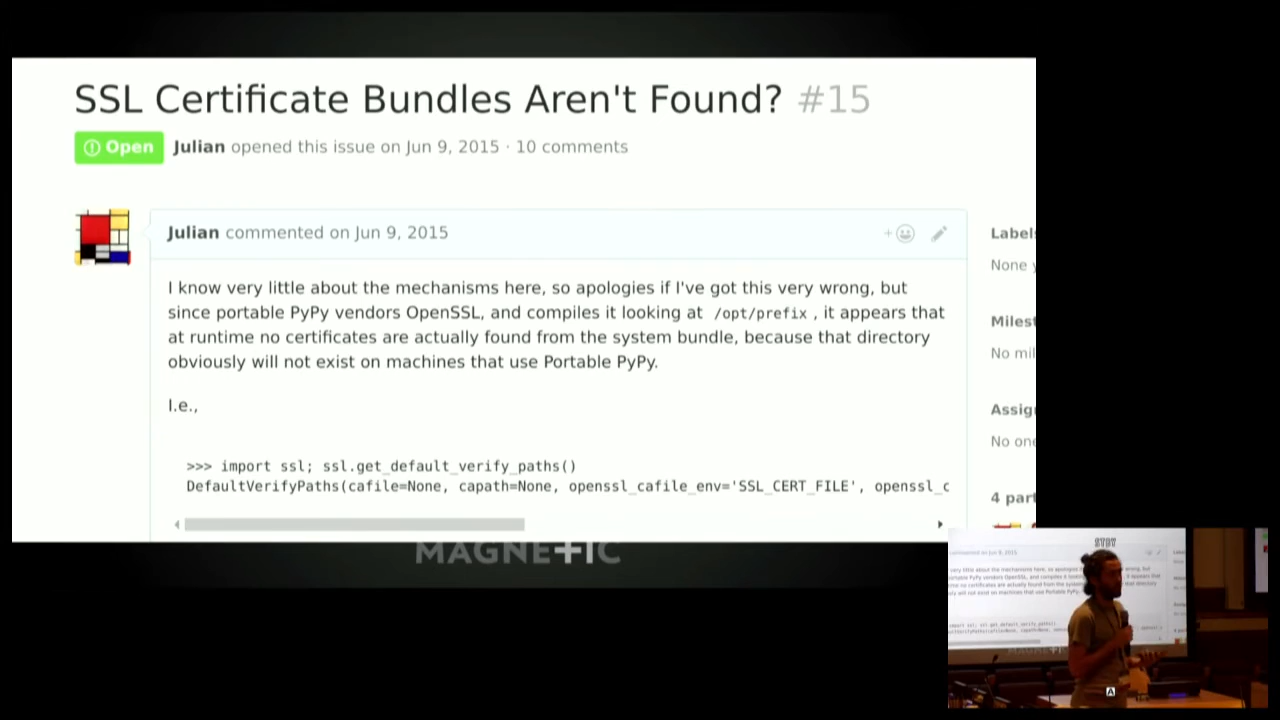 SSL Certificate Bundles Aren't Found? #15
Open Julian opened this issue on Jun 9, 2015 · 10 comments
Julian commented on Jun 9, 2015
I know very little about the mechanisms here, so apologies if I've got this very wrong, but
since portable PyPy vendors OpenSSL, and compiles it looking at /opt/prefix , it appears that
at runtime no certificates are actually found from the system bundle, because that directory
obviously will not exist on machines that use Portable PyPy.
I.e.,
>>> import ssl; ssl.get_default_verify_paths()
DefaultVerifyPaths(cafile=None, capath=None, openssl_cafile_env='SSL_CERT_FILE', openssl_c
Labels
None y
Milest
No mil
Assign
No one
4 part
MAGNETIC